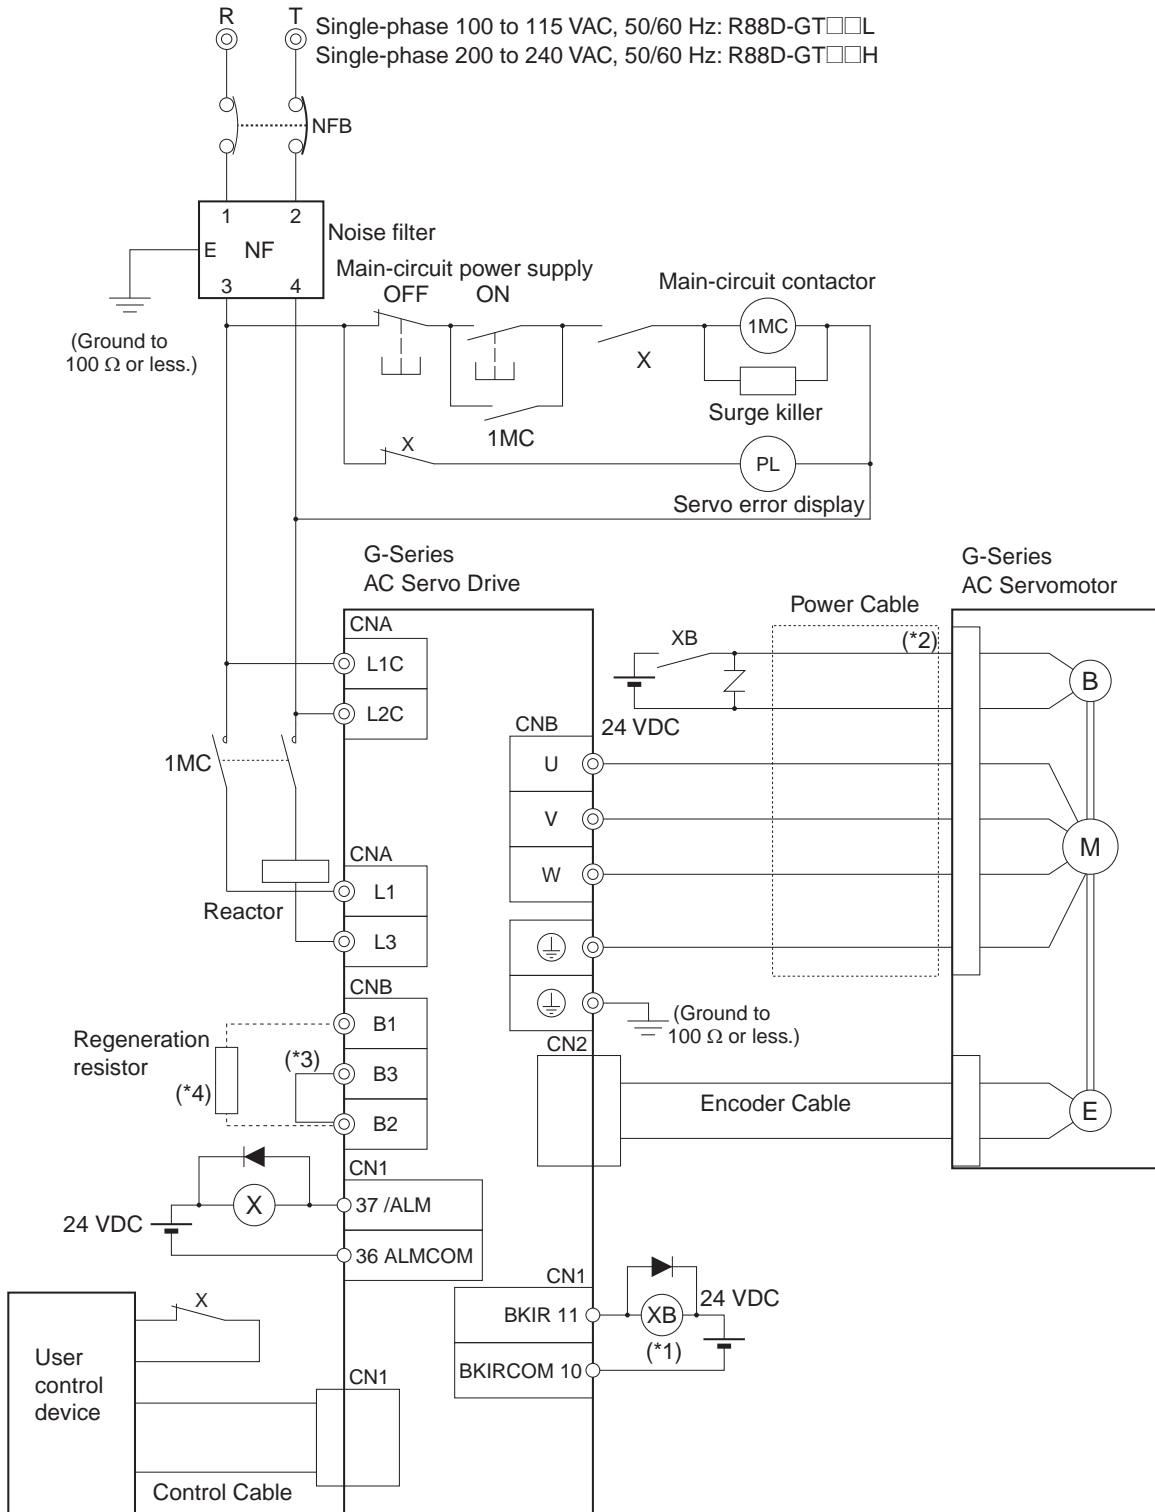 R T
Single-phase 100 to 115 VAC, 50/60 Hz: R88D-GT□□L
Single-phase 200 to 240 VAC, 50/60 Hz: R88D-GT□□H
NFB
1 2
E NF
3 4
Noise filter
(Ground to
100 Ω or less.)
Main-circuit power supply
OFF ON
Main-circuit contactor
1MC
X
Surge killer
1MC
X
PL
Servo error display
G-Series
AC Servo Drive
G-Series
AC Servomotor
Power Cable
CNA
L1C
L2C
XB
(*2)
24 VDC
B
1MC
CNB
U
V
W
M
CNA
L1
L3
Reactor
(Ground to
100 Ω or less.)
CNB
B1
B3
B2
Regeneration
resistor
(*3)
(*4)
CN2
Encoder Cable
E
CN1
X
37 /ALM
24 VDC
36 ALMCOM
CN1
BKIR 11
XB
24 VDC
(*1)
BKIRCOM 10
X
User
control
device
CN1
Control Cable